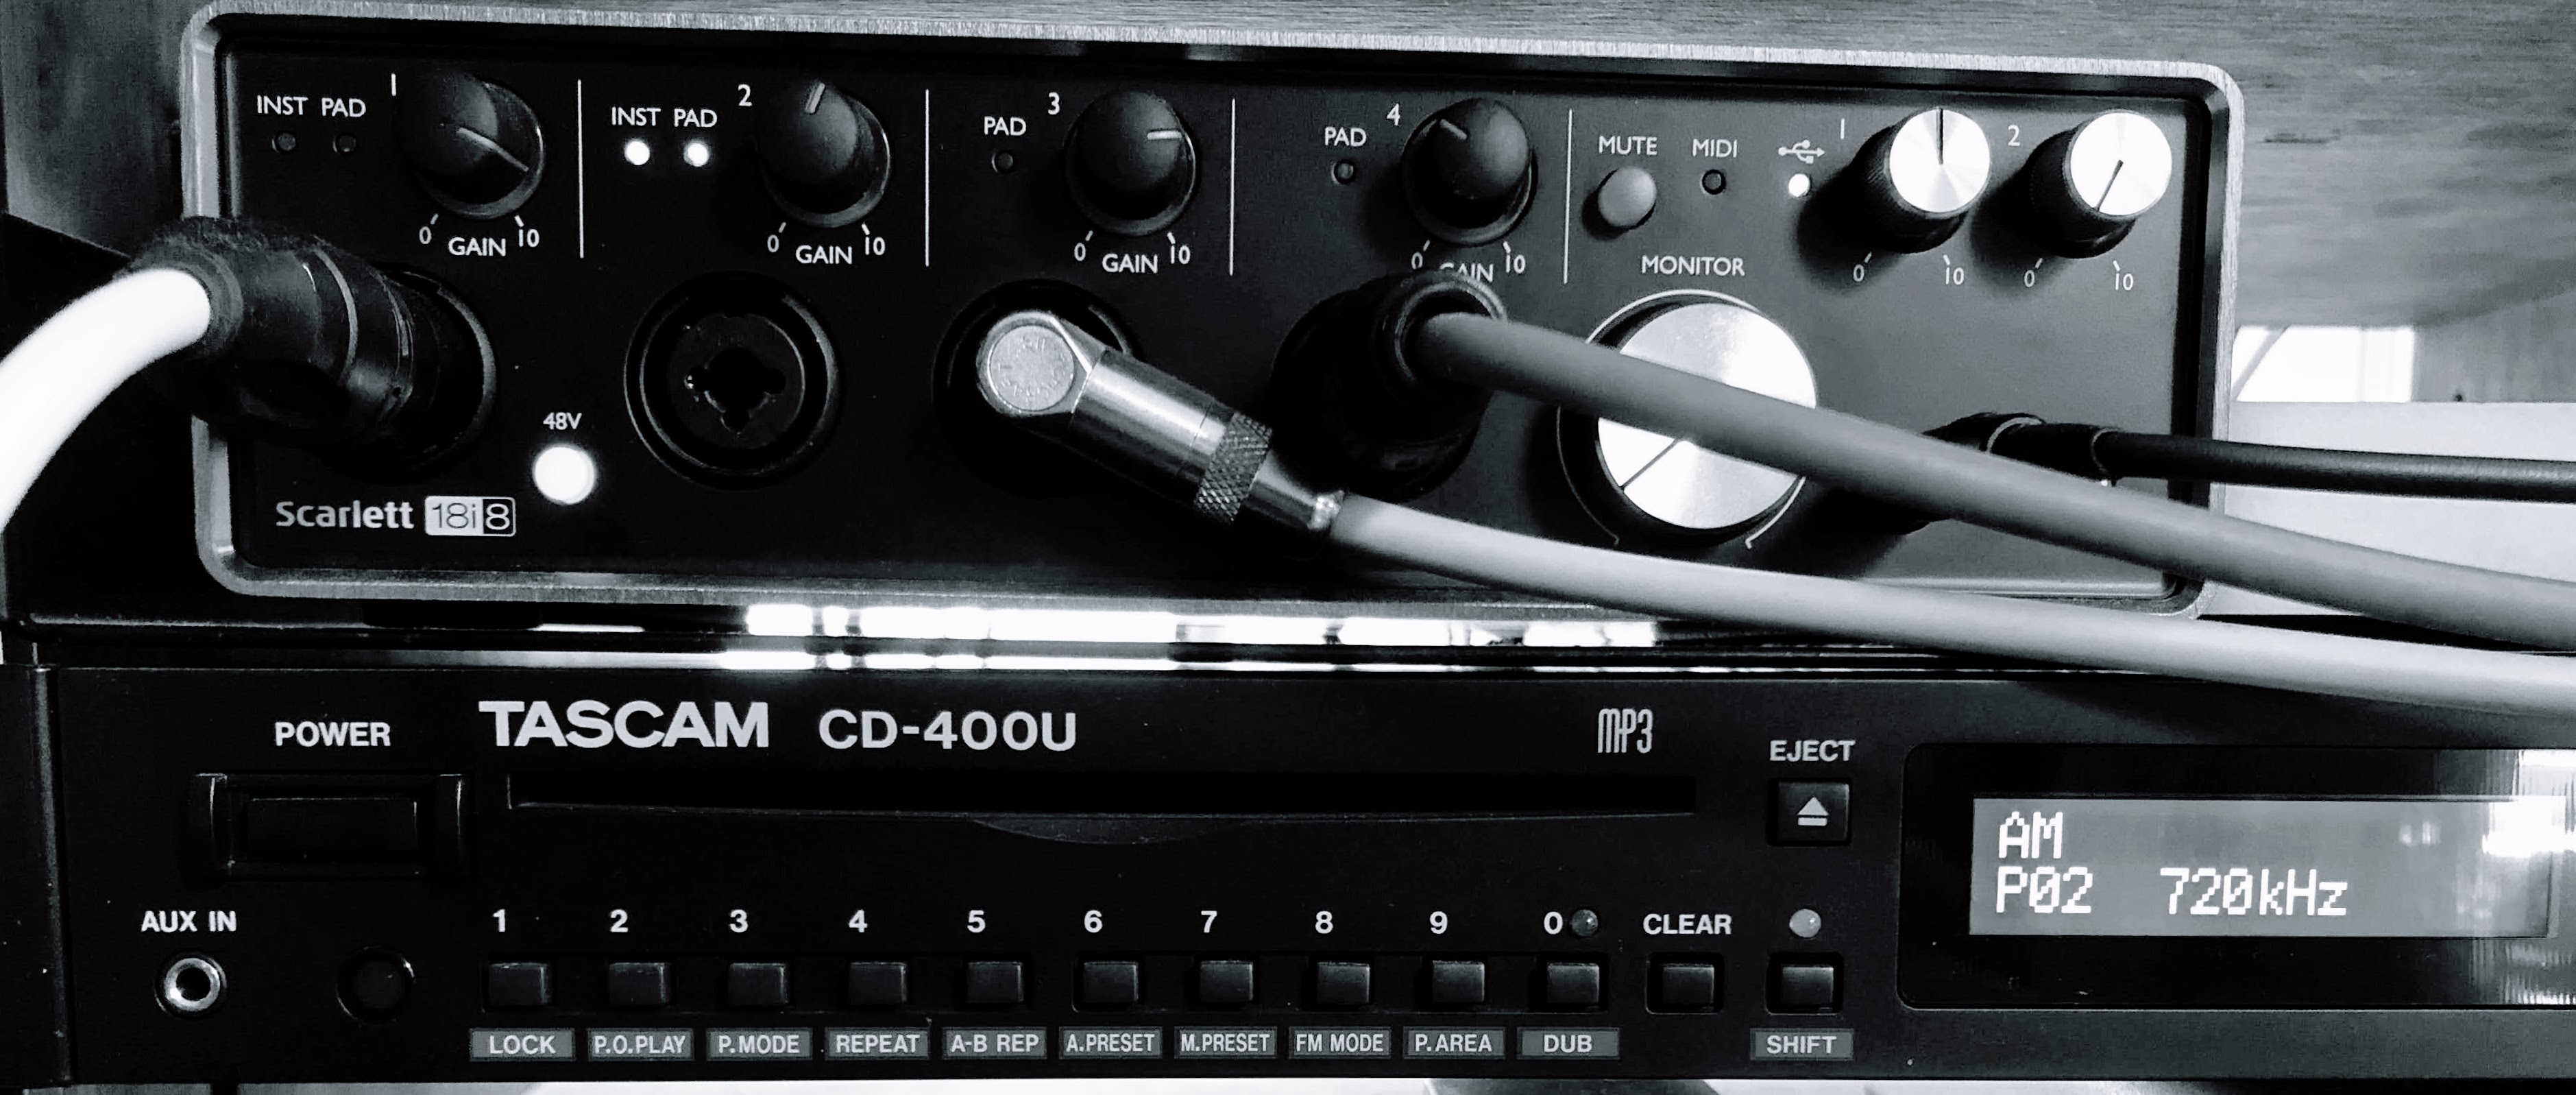 INST PAD 1
INST PAD 2
PAD 3
PAD 4
MUTE MIDI 1 2
0 GAIN 10
0 GAIN 10
0 GAIN 10
0 GAIN 10
MONITOR
0 10
0 10
48V
Scarlett 18i8
POWER
TASCAM CD-400U
MP3
EJECT
AM
P02 720kHz
AUX IN
1 2 3 4 5 6 7 8 9 0 CLEAR
LOCK P.O.PLAY P.MODE REPEAT A-B REP A.PRESET M.PRESET FM MODE P.AREA DUB SHIFT